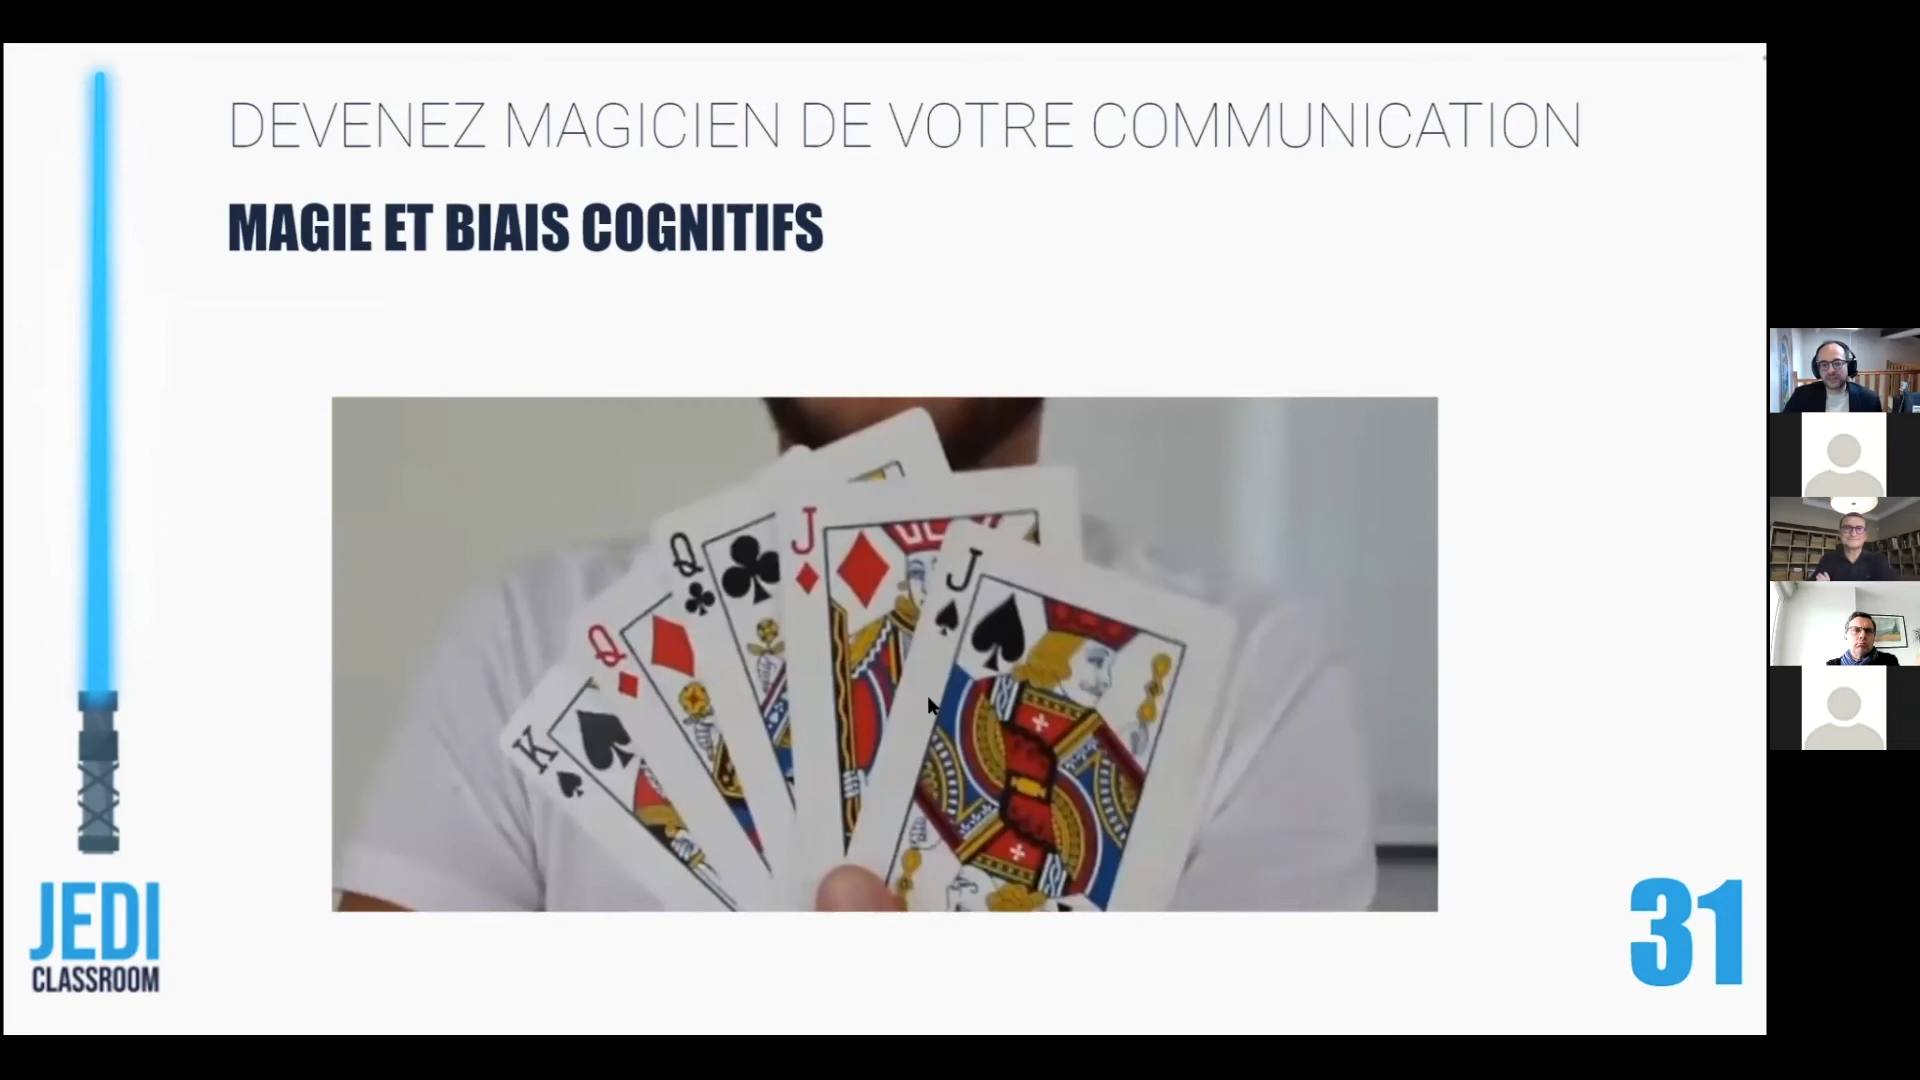 DEVENEZ MAGICIEN DE VOTRE COMMUNICATION
MAGIE ET BIAIS COGNITIFS
K
Q
Q
J
J
JEDI
CLASSROOM
31